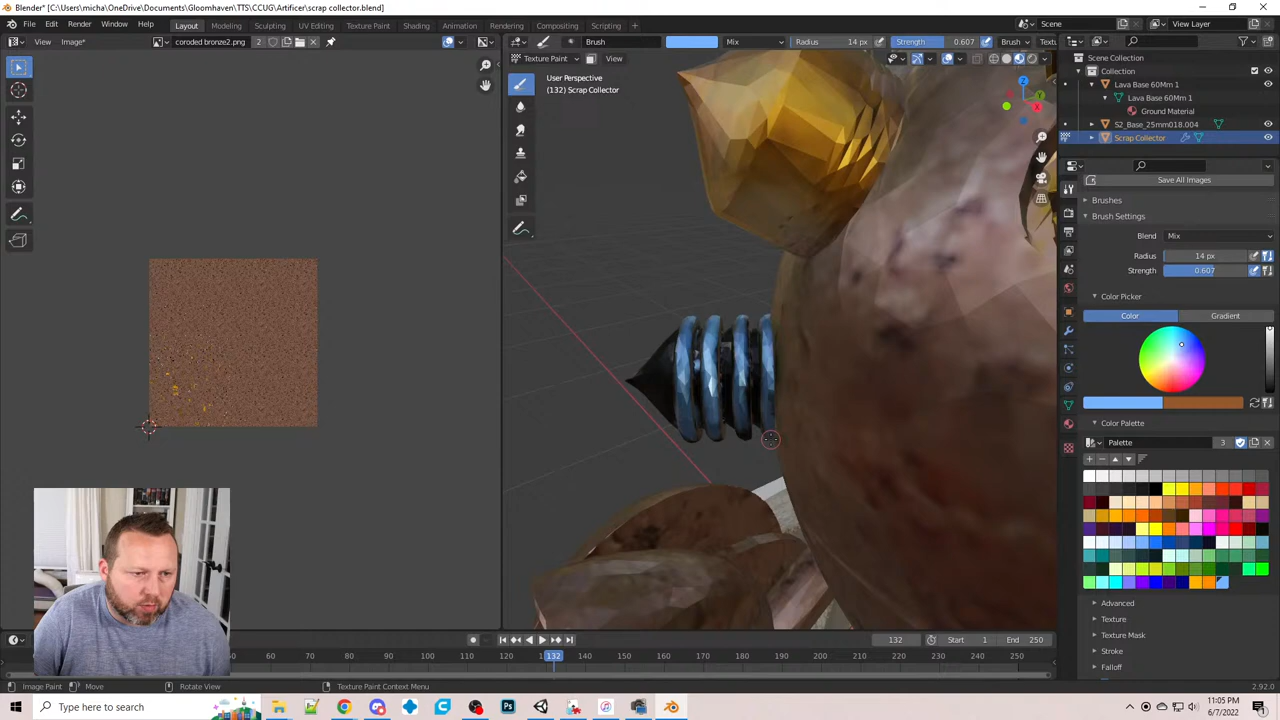 Blender* [C:\Users\micha\OneDrive\Documents\Gloomhaven\TTS\CCUG\Artificer\scrap collector.blend]
File Edit Render Window Help Layout Modeling Sculpting UV Editing Texture Paint Shading Animation Rendering Compositing Scripting Scene View Layer
View Image* coroded bronze2.png 2 Brush Mix Radius 14 px Strength 0.607 Brush
Texture Paint View
User Perspective
(132) Scrap Collector
Z
Y
X
Scene Collection
Collection
Lava Base 60Mm 1
Lava Base 60Mm 1
Ground Material
S2_Base_25mm018.004
Scrap Collector
Save All Images
Brushes
Brush Settings
Blend Mix
Radius 14 px
Strength 0.607
Color Picker
Color Gradient
Color Palette
Palette 3
Advanced
Texture
Texture Mask
Stroke
Falloff
132 Start 1 End 250
50 60 70 80 90 100 110 120 132 140 150 160 170 180 190 200 210 220 230 240 250
Image Paint Move Rotate View Texture Paint Context Menu 2.92.0
Type here to search
11:05 PM
6/7/2022